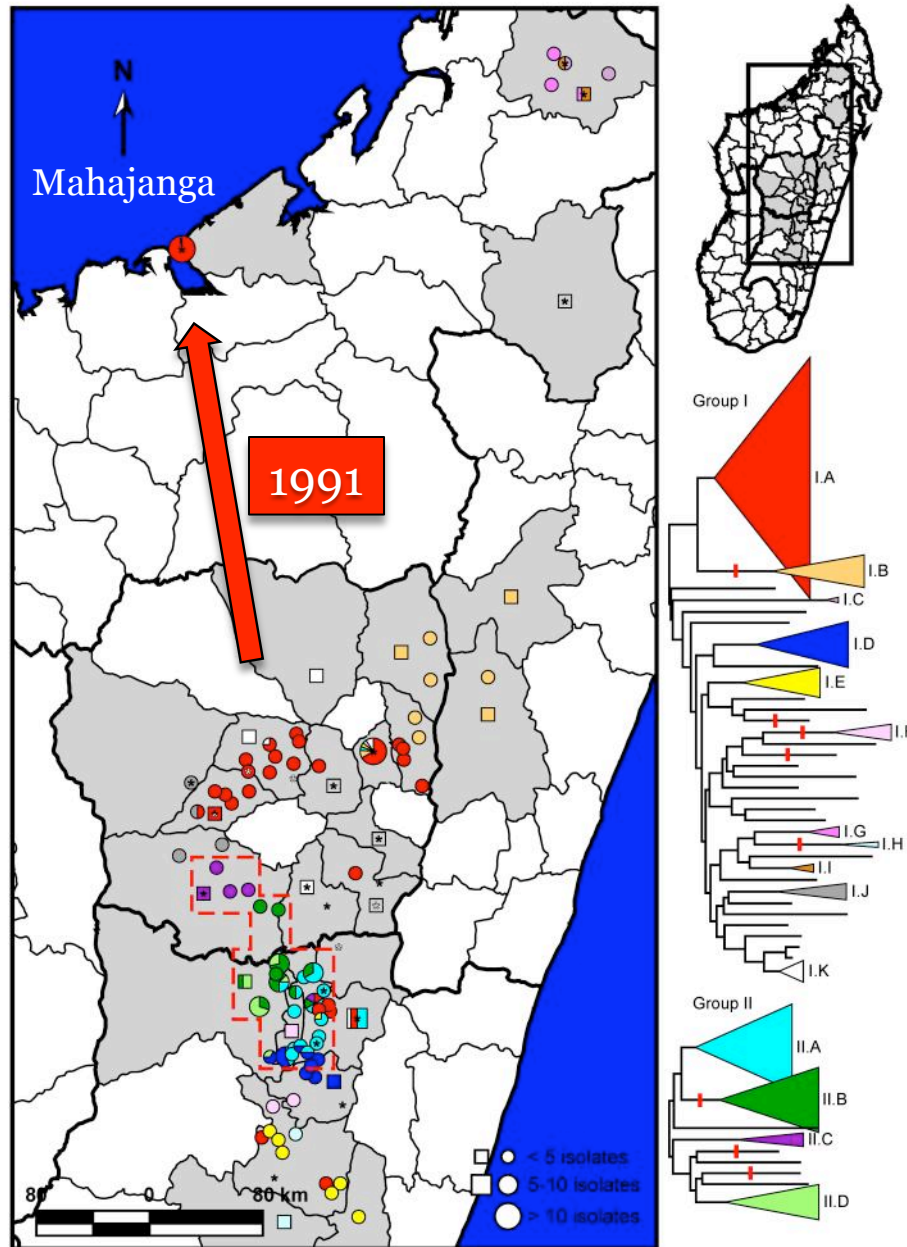 N
Mahajanga
1991
80 0 80 km
< 5 isolates
5-10 isolates
> 10 isolates
Group I
I.A
I.B
I.C
I.D
I.E
I.G
I.H
I.I
I.J
I.K
Group II
II.A
II.B
II.C
II.D